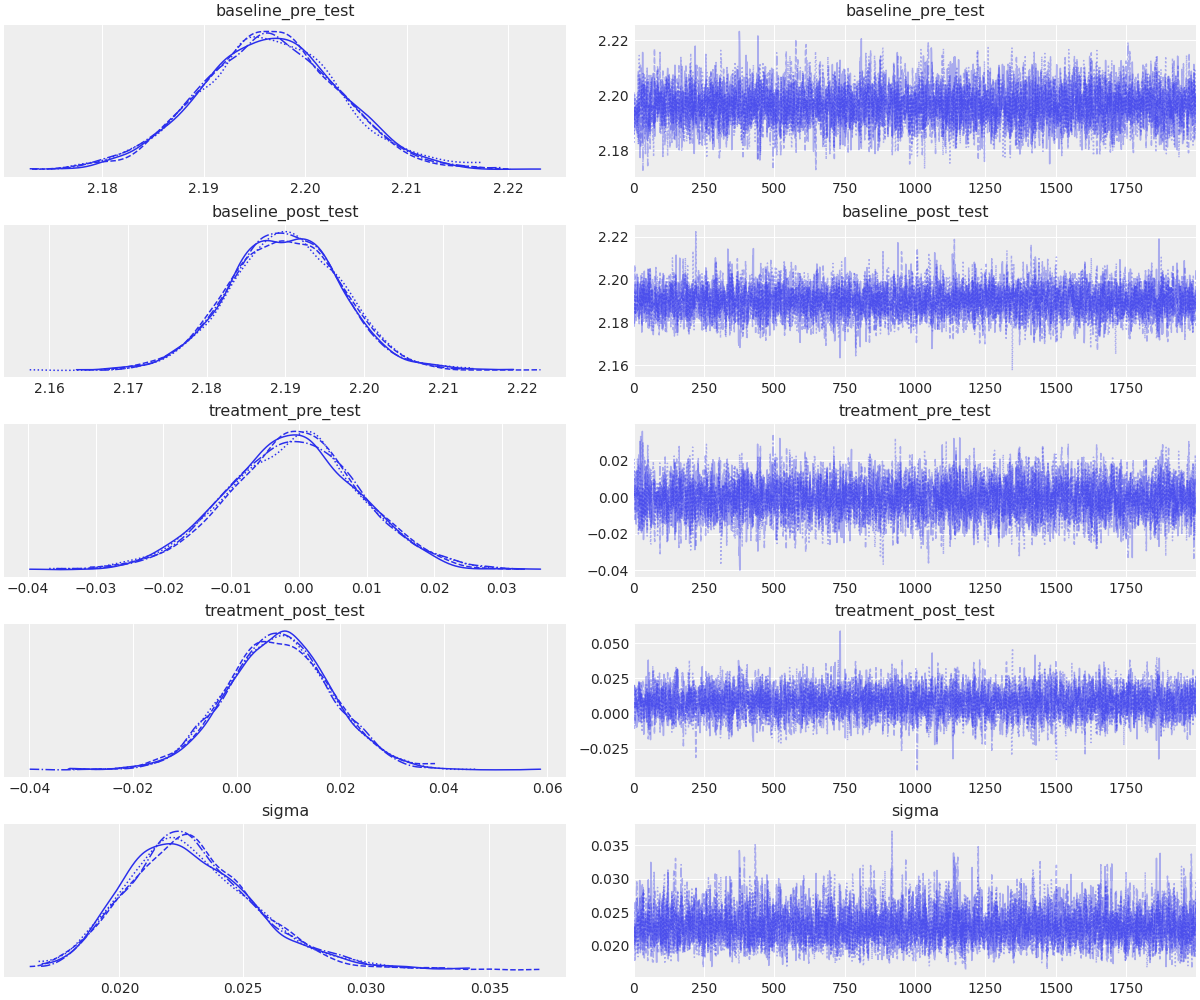 baseline_pre_test
2.18 2.19 2.20 2.21 2.22
baseline_pre_test
2.22
2.20
2.18
0 250 500 750 1000 1250 1500 1750
baseline_post_test
2.16 2.17 2.18 2.19 2.20 2.21 2.22
baseline_post_test
2.22
2.20
2.18
2.16
0 250 500 750 1000 1250 1500 1750
treatment_pre_test
−0.04 −0.03 −0.02 −0.01 0.00 0.01 0.02 0.03
treatment_pre_test
0.02
0.00
−0.02
−0.04
0 250 500 750 1000 1250 1500 1750
treatment_post_test
−0.04 −0.02 0.00 0.02 0.04 0.06
treatment_post_test
0.050
0.025
0.000
−0.025
0 250 500 750 1000 1250 1500 1750
sigma
0.020 0.025 0.030 0.035
sigma
0.035
0.030
0.025
0.020
0 250 500 750 1000 1250 1500 1750